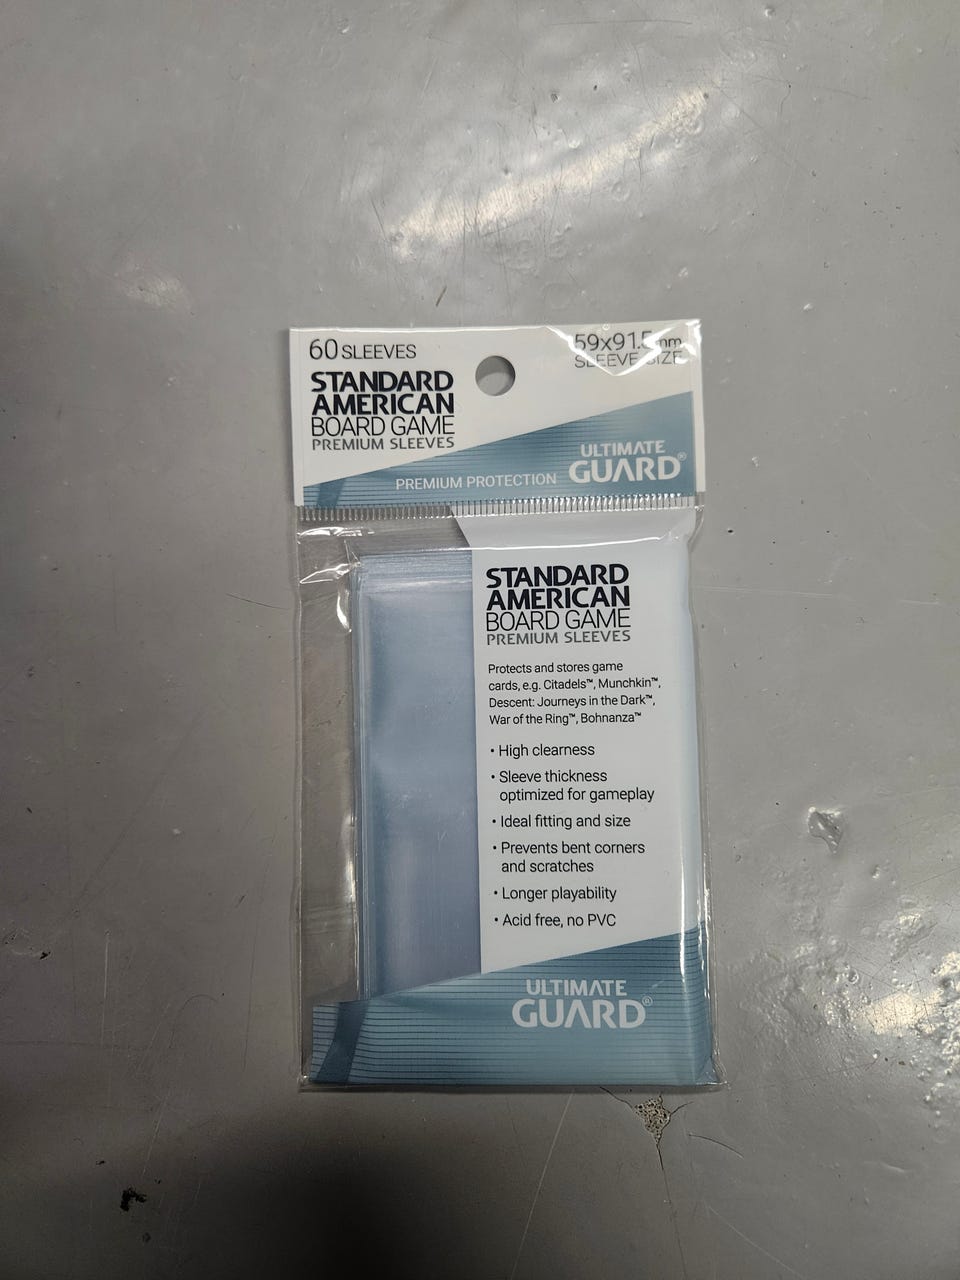 60 SLEEVES
STANDARD
AMERICAN
BOARD GAME
PREMIUM SLEEVES
59x91.5mm
SLEEVE SIZE
PREMIUM PROTECTION
ULTIMATE
GUARD®
STANDARD
AMERICAN
BOARD GAME
PREMIUM SLEEVES
Protects and stores game
cards, e.g. Citadels™, Munchkin™,
Descent: Journeys in the Dark™,
War of the Ring™, Bohnanza™
• High clearness
• Sleeve thickness
optimized for gameplay
• Ideal fitting and size
• Prevents bent corners
and scratches
• Longer playability
• Acid free, no PVC
ULTIMATE
GUARD®